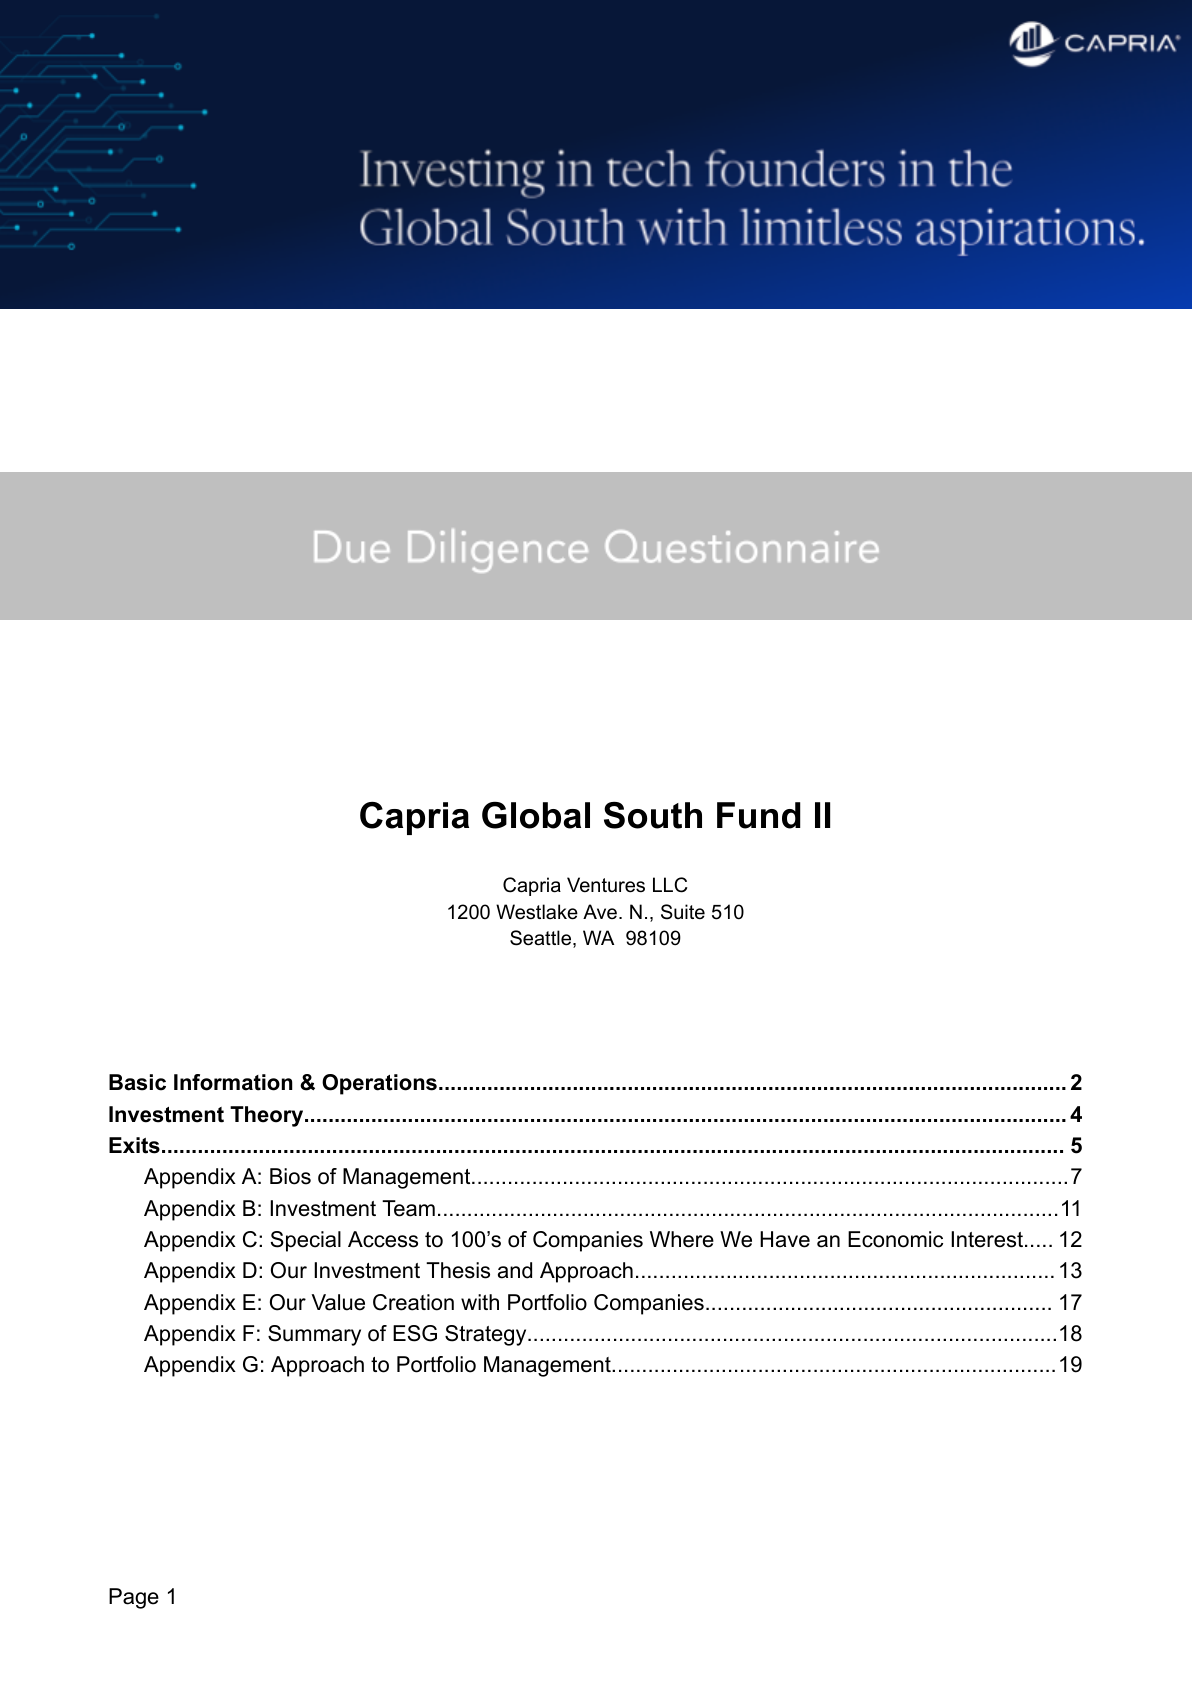 CAPRIA®
Investing in tech founders in the
Global South with limitless aspirations.
Due Diligence Questionnaire
Capria Global South Fund II
Capria Ventures LLC
1200 Westlake Ave. N., Suite 510
Seattle, WA  98109
Basic Information & Operations....................................................................................................... 2
Investment Theory............................................................................................................................. 4
Exits.................................................................................................................................................... 5
Appendix A: Bios of Management..................................................................................................7
Appendix B: Investment Team......................................................................................................11
Appendix C: Special Access to 100’s of Companies Where We Have an Economic Interest..... 12
Appendix D: Our Investment Thesis and Approach.....................................................................13
Appendix E: Our Value Creation with Portfolio Companies......................................................... 17
Appendix F: Summary of ESG Strategy.......................................................................................18
Appendix G: Approach to Portfolio Management.........................................................................19
Page 1